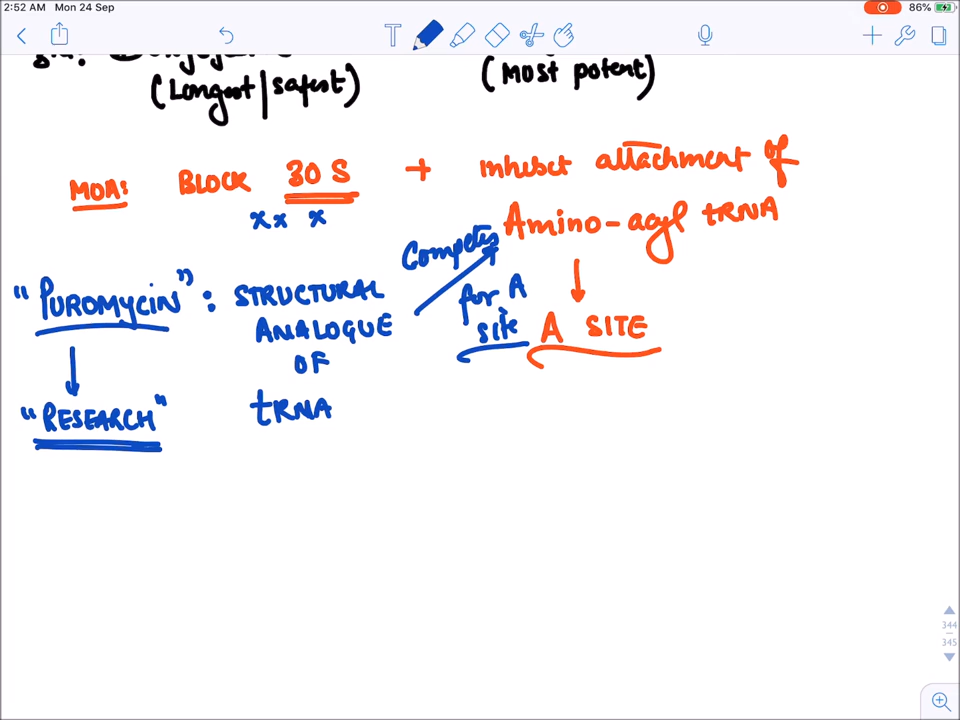 2:52 AM Mon 24 Sep
86%
(Longest/safest)
(Most potent)
MOA: BLOCK 30 S + inhibit attachment of
Amino-acyl tRNA
xx x
Competes
for A
site
A SITE
"PUROMYCIN" : STRUCTURAL
ANALOGUE
OF
tRNA
"RESEARCH"
344
345